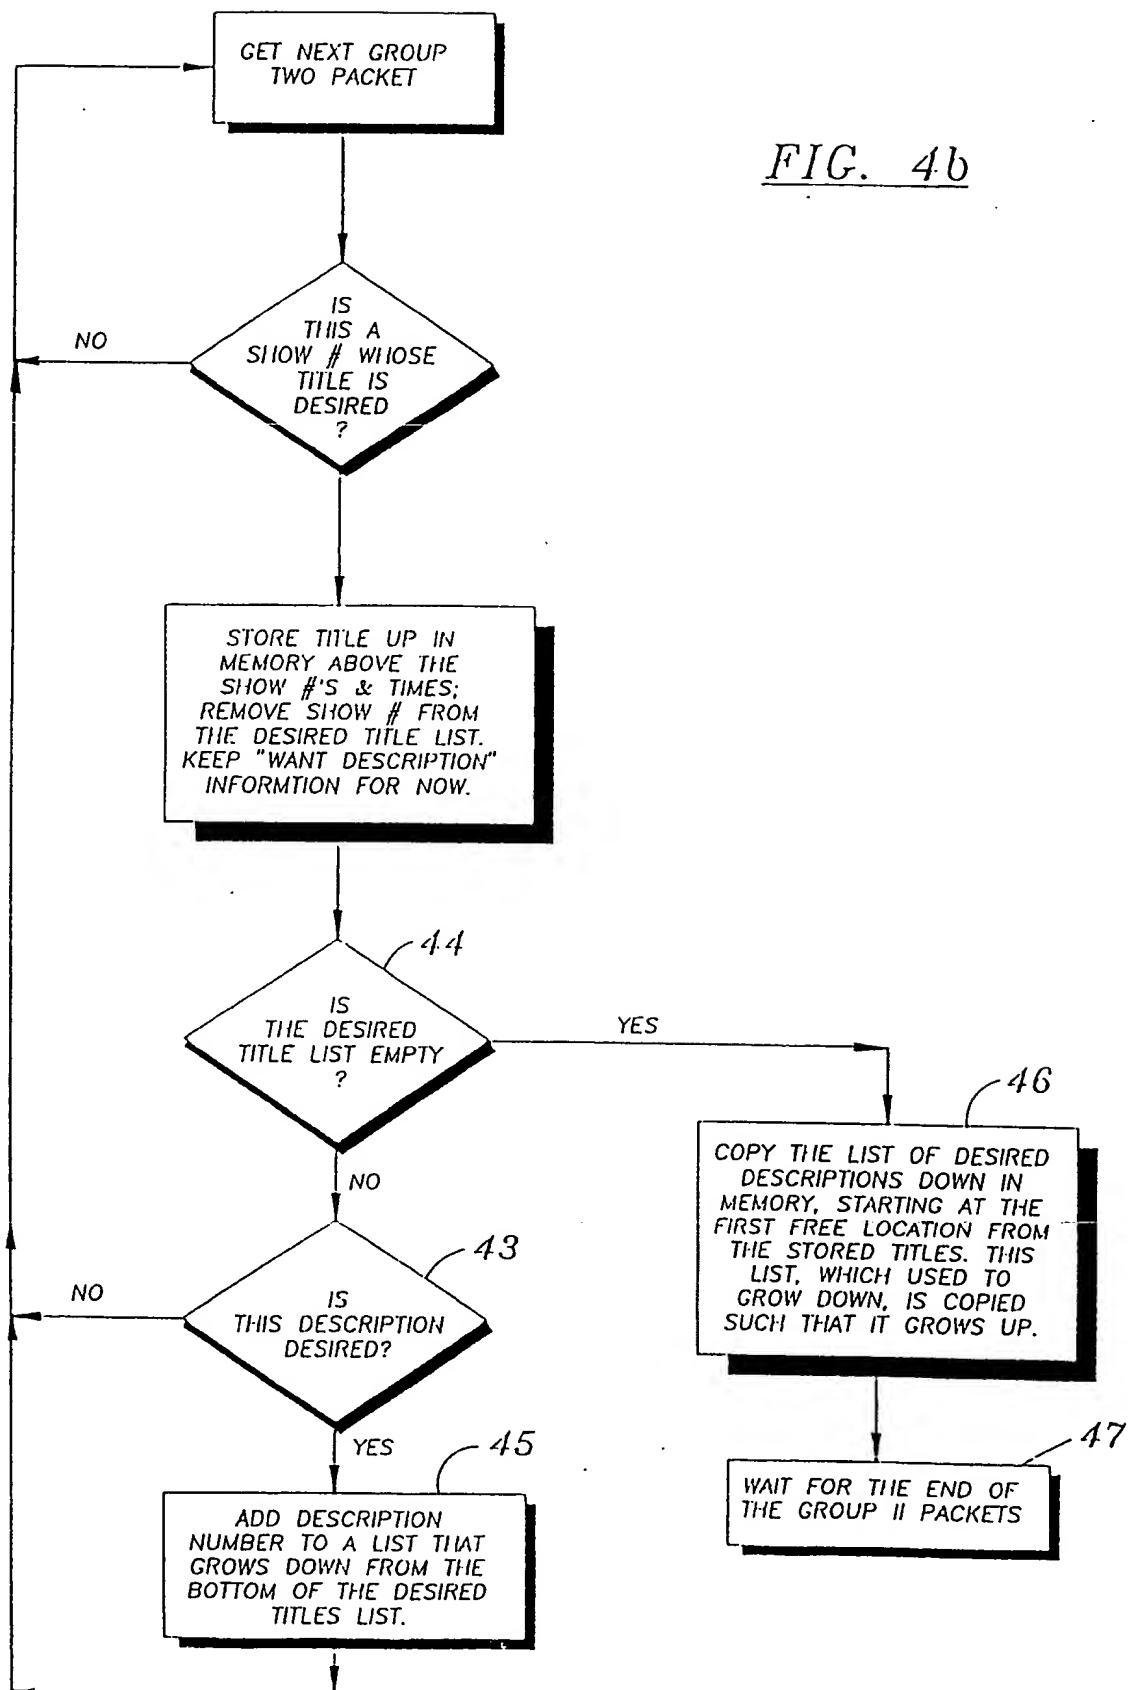 GET NEXT GROUP
TWO PACKET
FIG. 4b
IS
THIS A
SHOW # WHOSE
TITLE IS
DESIRED
?
NO
STORE TITLE UP IN
MEMORY ABOVE THE
SHOW #'S & TIMES;
REMOVE SHOW # FROM
THE DESIRED TITLE LIST.
KEEP "WANT DESCRIPTION"
INFORMTION FOR NOW.
44
IS
THE DESIRED
TITLE LIST EMPTY
?
YES
NO
46
COPY THE LIST OF DESIRED
DESCRIPTIONS DOWN IN
MEMORY, STARTING AT THE
FIRST FREE LOCATION FROM
THE STORED TITLES. THIS
LIST, WHICH USED TO
GROW DOWN, IS COPIED
SUCH THAT IT GROWS UP.
43
IS
THIS DESCRIPTION
DESIRED?
NO
YES
45
ADD DESCRIPTION
NUMBER TO A LIST THAT
GROWS DOWN FROM THE
BOTTOM OF THE DESIRED
TITLES LIST.
47
WAIT FOR THE END OF
THE GROUP II PACKETS